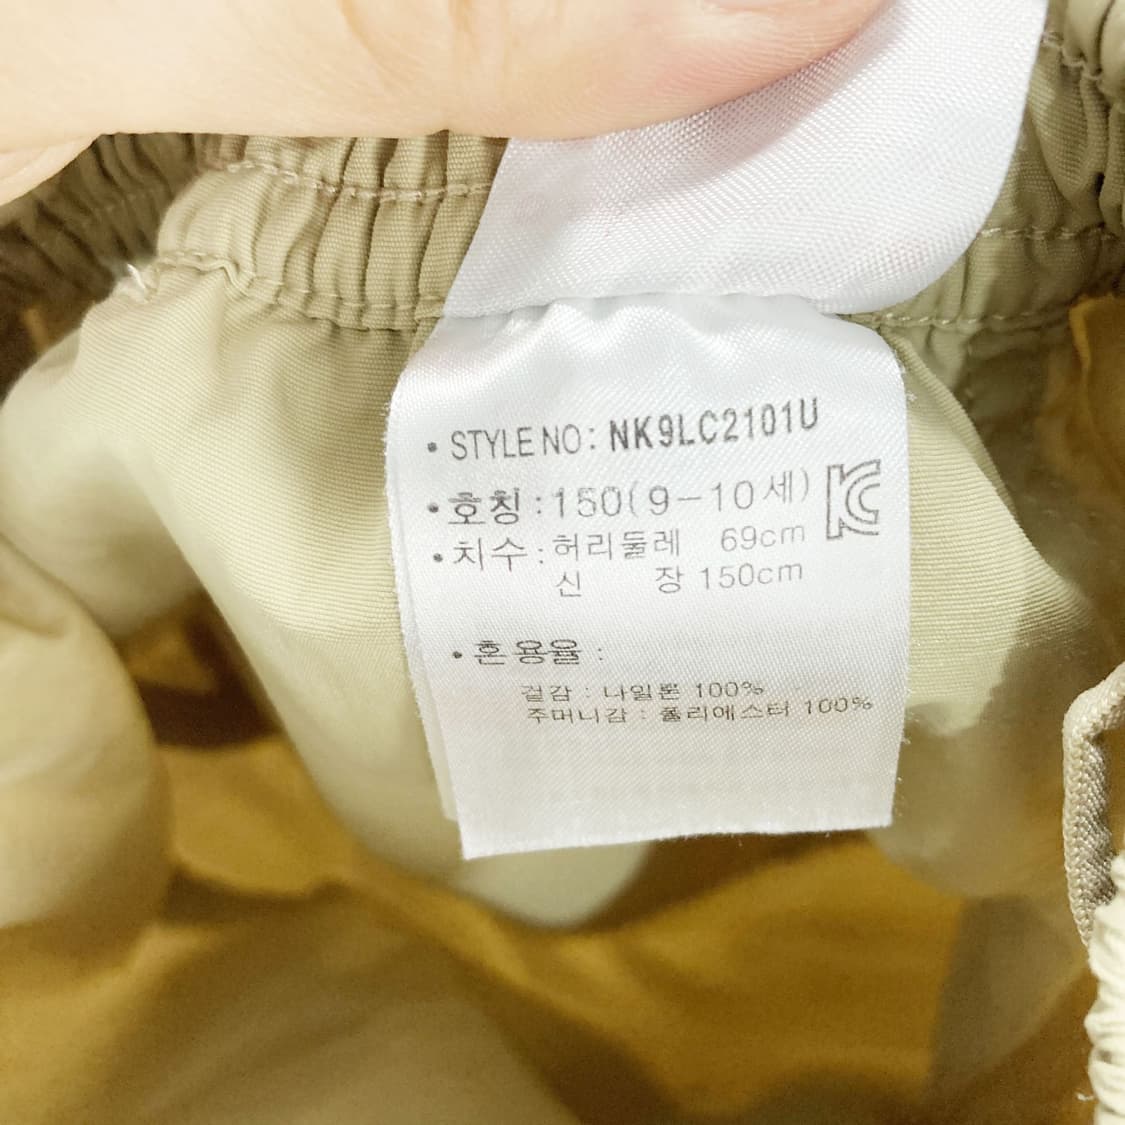 • STYLE NO : NK9LC2101U
• 호칭 : 150(9-10세)
• 치수 : 허리둘레 69cm
신 장 150cm
• 혼용율 :
겉감 : 나일론 100%
주머니감 : 폴리에스터 100%